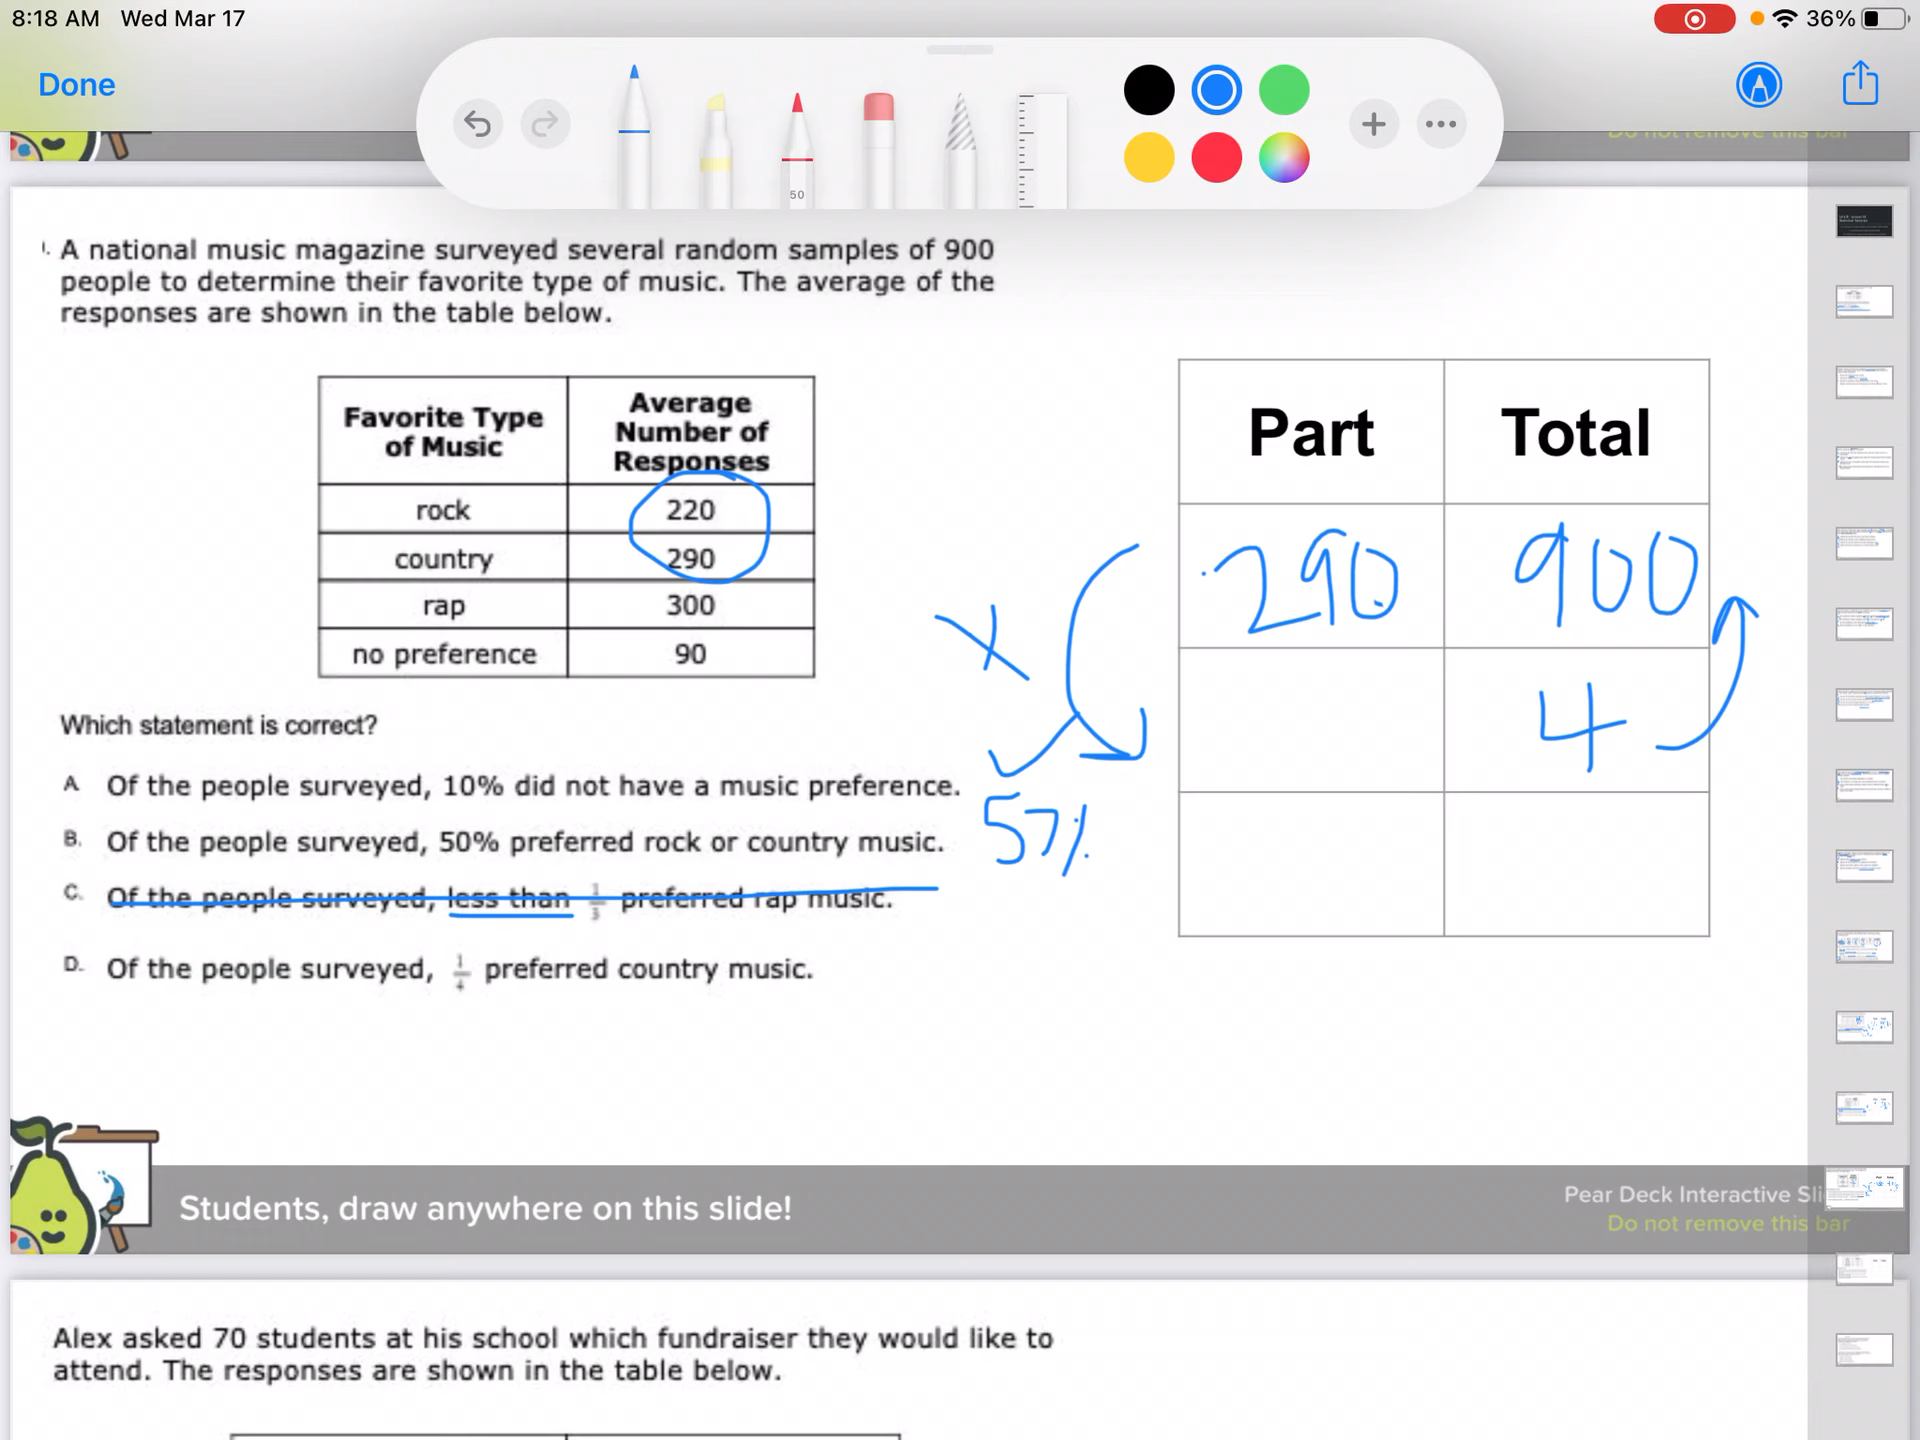 8:18 AM Wed Mar 17
36%
Done
50
Do not remove this bar
A national music magazine surveyed several random samples of 900
people to determine their favorite type of music. The average of the
responses are shown in the table below.
Favorite Type
of Music
Average
Number of
Responses
rock 220
country 290
rap 300
no preference 90
Part Total
290 900
4
X
57%
Which statement is correct?
A Of the people surveyed, 10% did not have a music preference.
B. Of the people surveyed, 50% preferred rock or country music.
C. Of the people surveyed, less than 1/3 preferred rap music.
D. Of the people surveyed, 1/4 preferred country music.
Students, draw anywhere on this slide!
Pear Deck Interactive Sli
Do not remove this bar
Alex asked 70 students at his school which fundraiser they would like to
attend. The responses are shown in the table below.